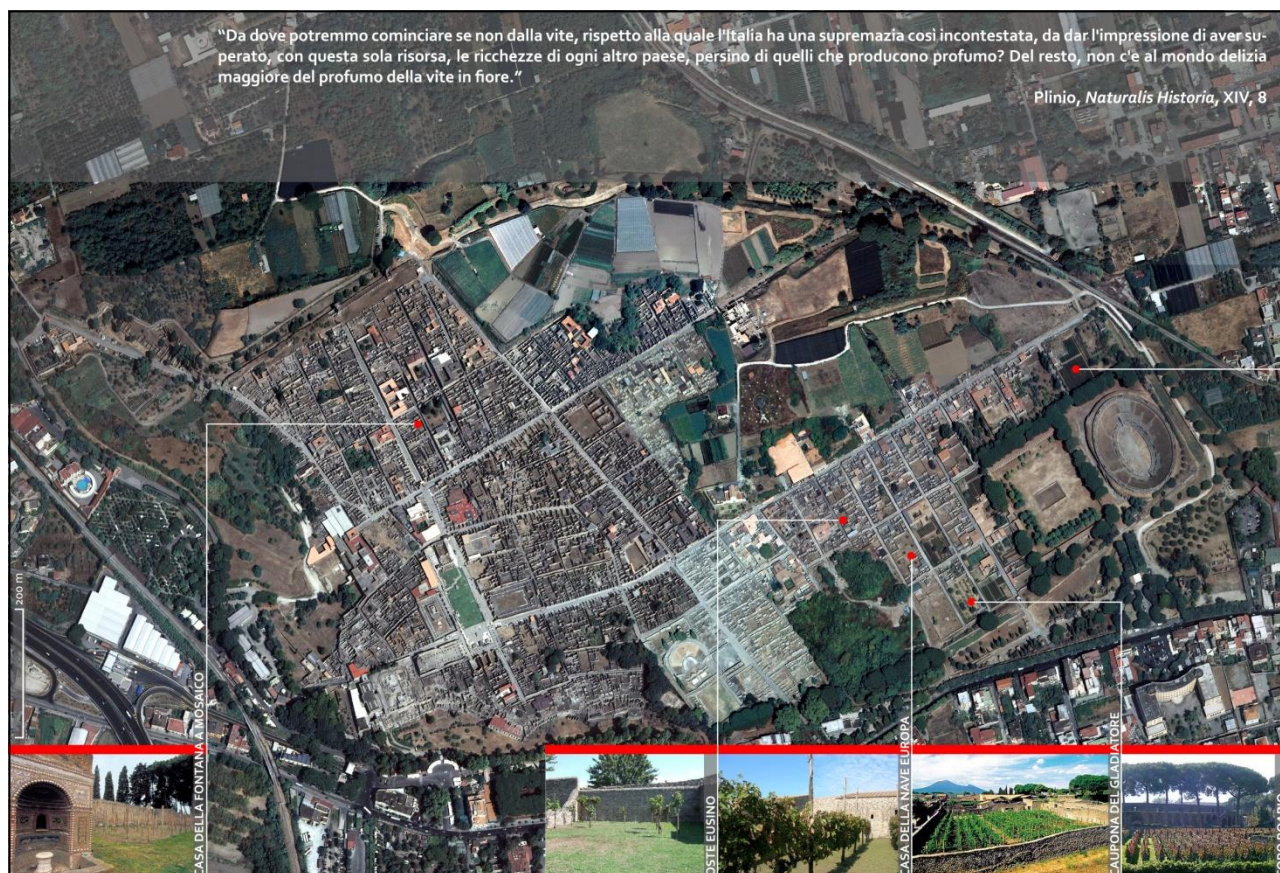 “Da dove potremmo cominciare se non dalla vite, rispetto alla quale l'Italia ha una supremazia così incontestata, da dar l'impressione di aver su-
perato, con questa sola risorsa, le ricchezze di ogni altro paese, persino di quelli che producono profumo? Del resto, non c'e al mondo delizia
maggiore del profumo della vite in fiore.”
Plinio, Naturalis Historia, XIV, 8
200 m
CASA DELLA FONTANA A MOSAICO
OSTE EUSINO
CASA DELLA NAVE EUROPA
CAUPONA DEL GLADIATORE